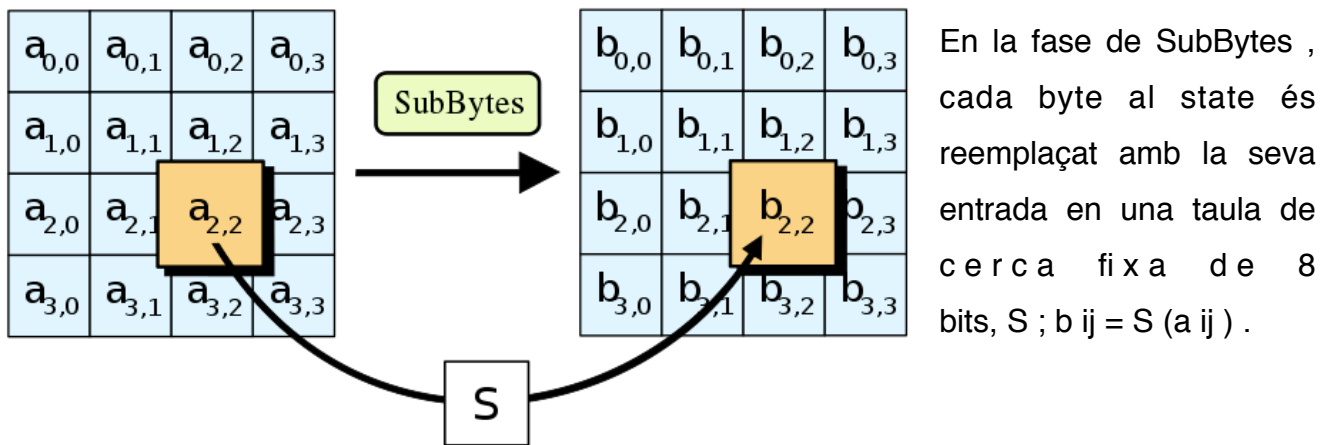 a0,0 a0,1 a0,2 a0,3
a1,0 a1,1 a1,2 a1,3
a2,0 a2,1 a2,2 a2,3
a3,0 a3,1 a3,2 a3,3
SubBytes
b0,0 b0,1 b0,2 b0,3
b1,0 b1,1 b1,2 b1,3
b2,0 b2,1 b2,2 b2,3
b3,0 b3,1 b3,2 b3,3
S
En la fase de SubBytes ,
cada byte al state és
reemplaçat amb la seva
entrada en una taula de
cerca fixa de 8
bits, S ; b ij = S (a ij ) .